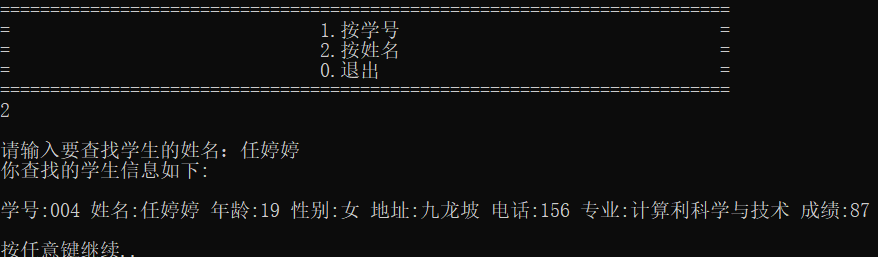 =========================================================================
=                               1.按学号                                =
=                               2.按姓名                                =
=                               0.退出                                  =
=========================================================================
2
请输入要查找学生的姓名：任婷婷
你查找的学生信息如下:
学号:004 姓名:任婷婷 年龄:19 性别:女 地址:九龙坡 电话:156 专业:计算利科学与技术 成绩:87
按任意键继续..